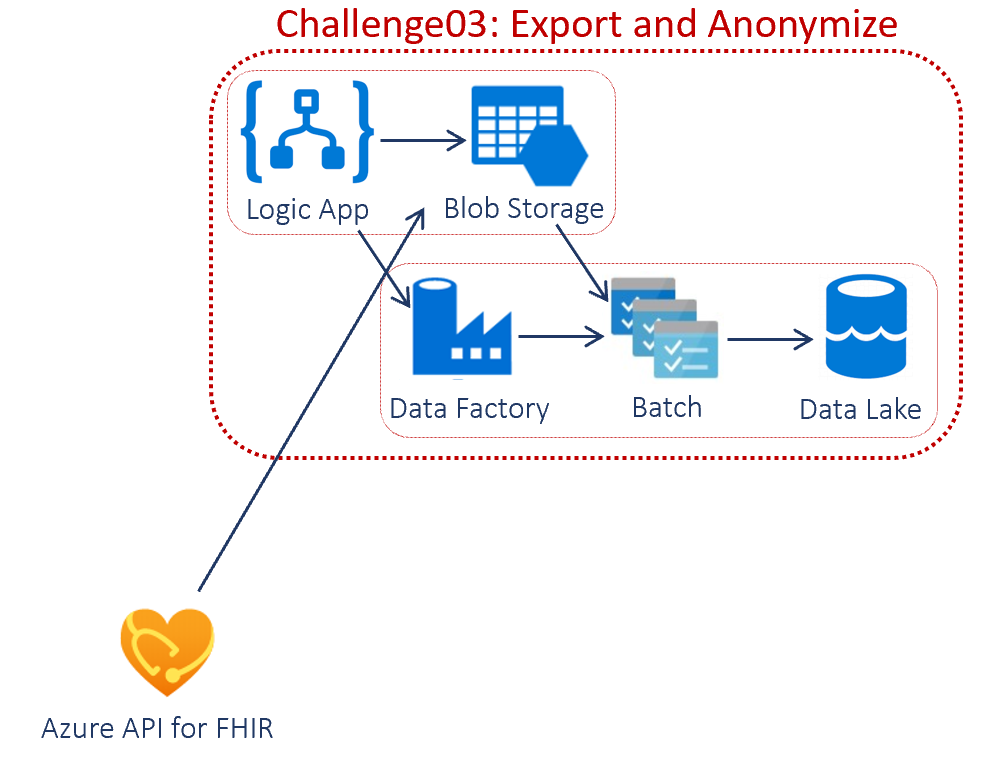 Challenge03: Export and Anonymize
Logic App
Blob Storage
Data Factory
Batch
Data Lake
Azure API for FHIR